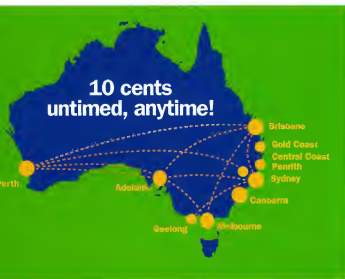 10 cents
untimed, anytime!
Brisbane
Gold Coast
Central Coast
Penrith
Sydney
Perth
Adelaide
Canberra
Geelong
Melbourne